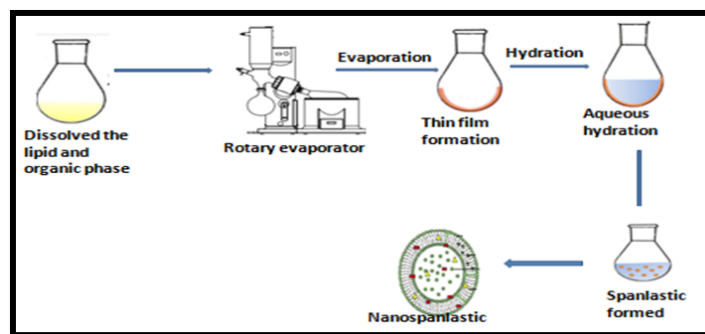 Evaporation
Hydration
Dissolved the
lipid and
organic phase
Rotary evaporator
Thin film
formation
Aqueous
hydration
Nanospanlastic
Spanlastic
formed